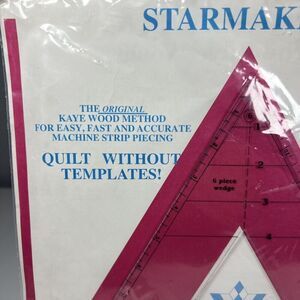 STARMAK
THE ORIGINAL
KAYE WOOD METHOD
FOR EASY, FAST AND ACCURATE
MACHINE STRIP PIECING
QUILT WITHOUT
TEMPLATES!
6
1
2
6 piece
wedge
3
4